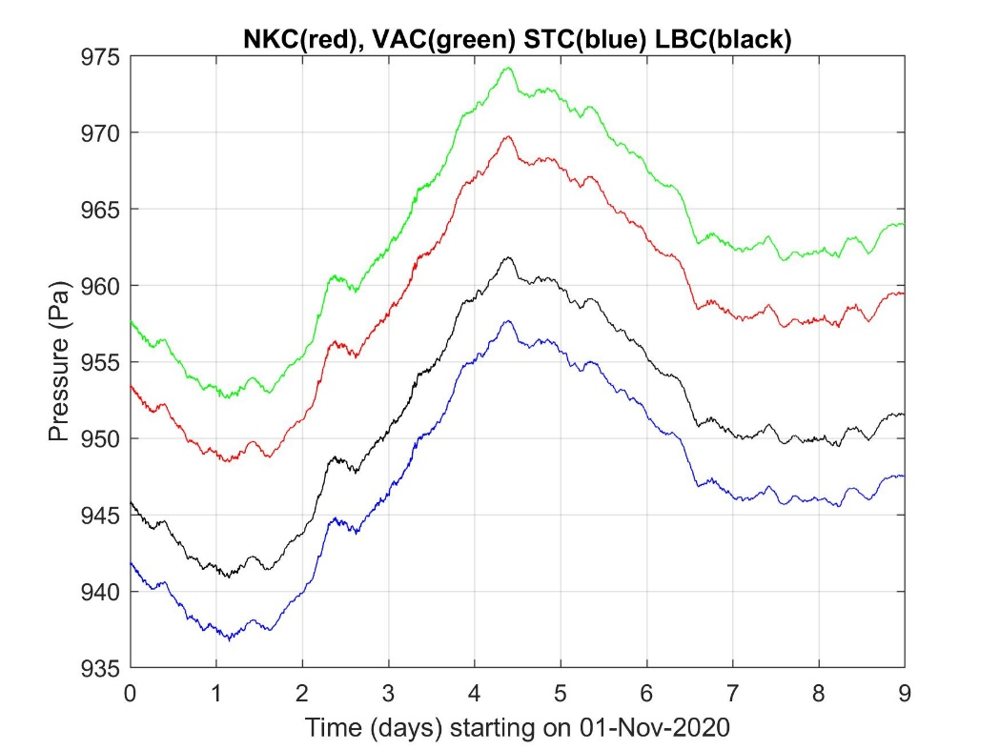 NKC(red), VAC(green) STC(blue) LBC(black)
975
970
965
960
955
950
945
940
935
Pressure (Pa)
0 1 2 3 4 5 6 7 8 9
Time (days) starting on 01-Nov-2020